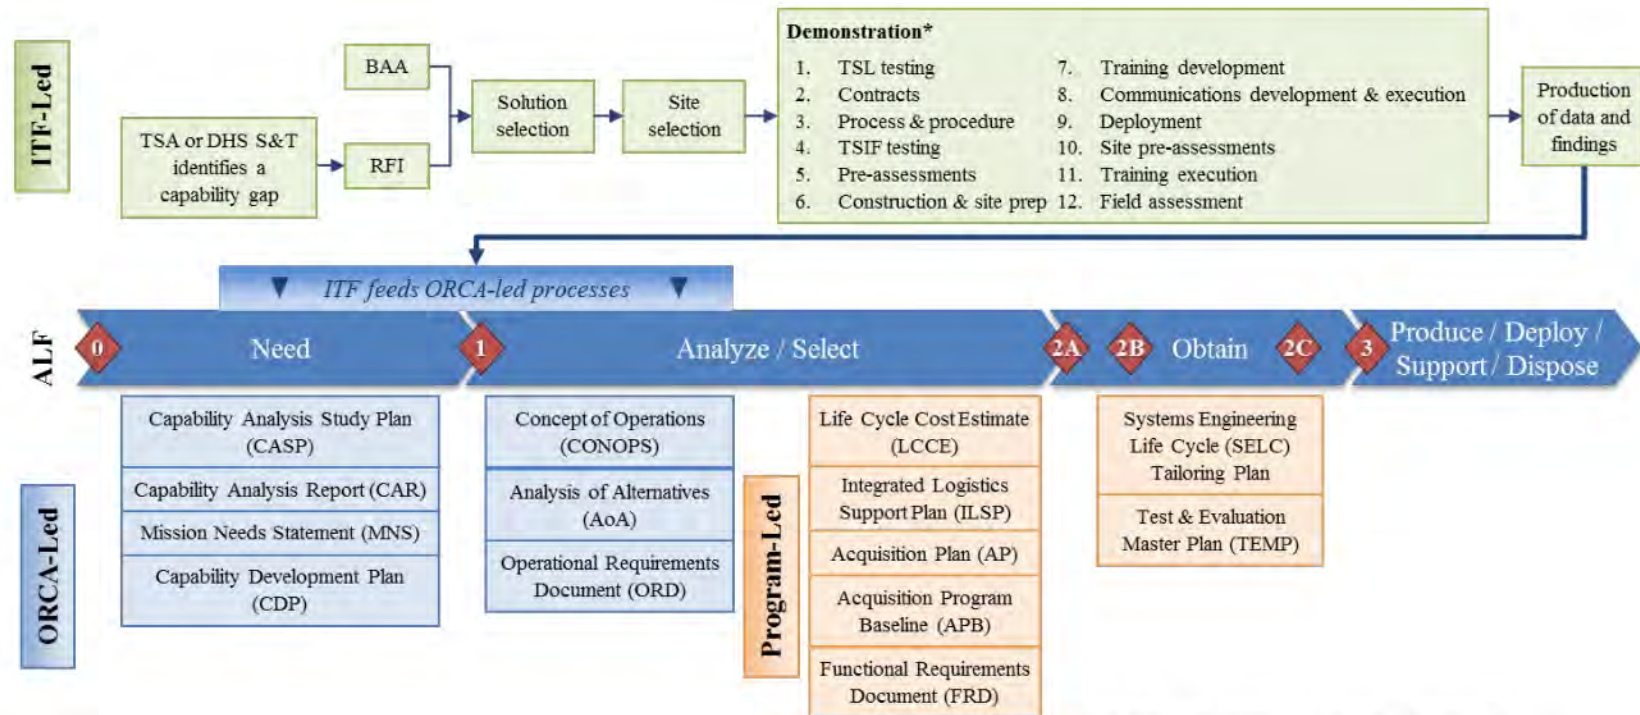 ITF-Led
TSA or DHS S&T
identifies a
capability gap
BAA
RFI
Solution
selection
Site
selection
Demonstration*
1. TSL testing
2. Contracts
3. Process & procedure
4. TSIF testing
5. Pre-assessments
6. Construction & site prep
7. Training development
8. Communications development & execution
9. Deployment
10. Site pre-assessments
11. Training execution
12. Field assessment
Production
of data and
findings
ITF feeds ORCA-led processes
ALF
0
Need
1
Analyze / Select
2A
2B
Obtain
2C
3
Produce / Deploy /
Support / Dispose
ORCA-Led
Capability Analysis Study Plan
(CASP)
Capability Analysis Report (CAR)
Mission Needs Statement (MNS)
Capability Development Plan
(CDP)
Concept of Operations
(CONOPS)
Analysis of Alternatives
(AoA)
Operational Requirements
Document (ORD)
Program-Led
Life Cycle Cost Estimate
(LCCE)
Integrated Logistics
Support Plan (ILSP)
Acquisition Plan (AP)
Acquisition Program
Baseline (APB)
Functional Requirements
Document (FRD)
Systems Engineering
Life Cycle (SELC)
Tailoring Plan
Test & Evaluation
Master Plan (TEMP)